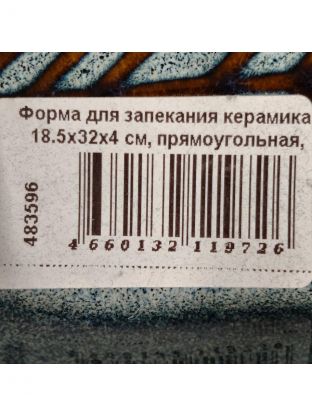 Форма для запекания керамика
18.5х32х4 см, прямоугольная,
483596
4 660132 119726